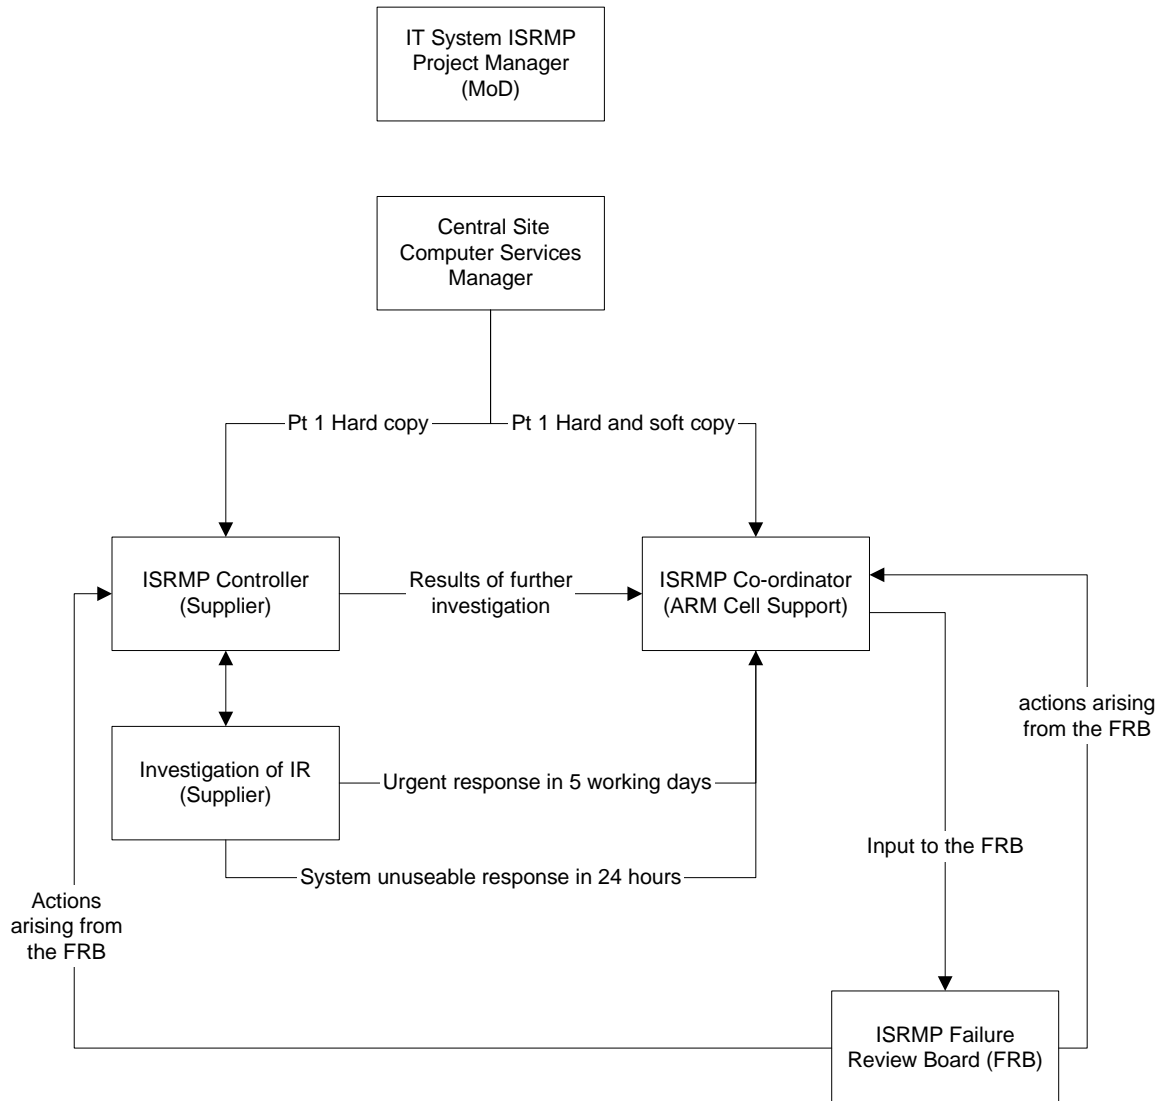 IT System ISRMP
Project Manager
(MoD)
Central Site
Computer Services
Manager
Pt 1 Hard copy
Pt 1 Hard and soft copy
ISRMP Controller
(Supplier)
Results of further
investigation
ISRMP Co-ordinator
(ARM Cell Support)
Investigation of IR
(Supplier)
Urgent response in 5 working days
System unuseable response in 24 hours
actions arising
from the FRB
Input to the FRB
Actions
arising from
the FRB
ISRMP Failure
Review Board (FRB)